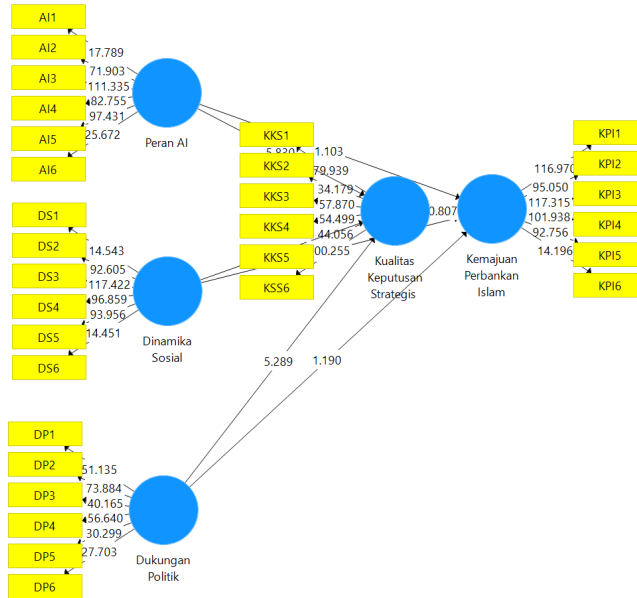 AI1
AI2
AI3
AI4
AI5
AI6
17.789
71.903
111.335
82.755
97.431
25.672
Peran AI
DS1
DS2
DS3
DS4
DS5
DS6
14.543
92.605
117.422
96.859
93.956
14.451
Dinamika
Sosial
DP1
DP2
DP3
DP4
DP5
DP6
51.135
73.884
40.165
56.640
30.299
27.703
Dukungan
Politik
KKS1
KKS2
KKS3
KKS4
KKS5
KSS6
79.939
34.179
57.870
54.499
44.056
00.255
Kualitas
Keputusan
Strategis
1.103
0.807
5.289
1.190
Kemajuan
Perbankan
Islam
116.970
95.050
117.315
101.938
92.756
14.196
KPI1
KPI2
KPI3
KPI4
KPI5
KPI6